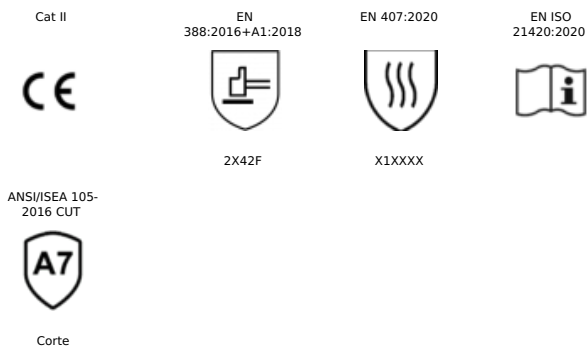 Cat II
EN
388:2016+A1:2018
EN 407:2020
EN ISO
21420:2020
CE
i
2X42F
X1XXXX
ANSI/ISEA 105-
2016 CUT
A7
Corte